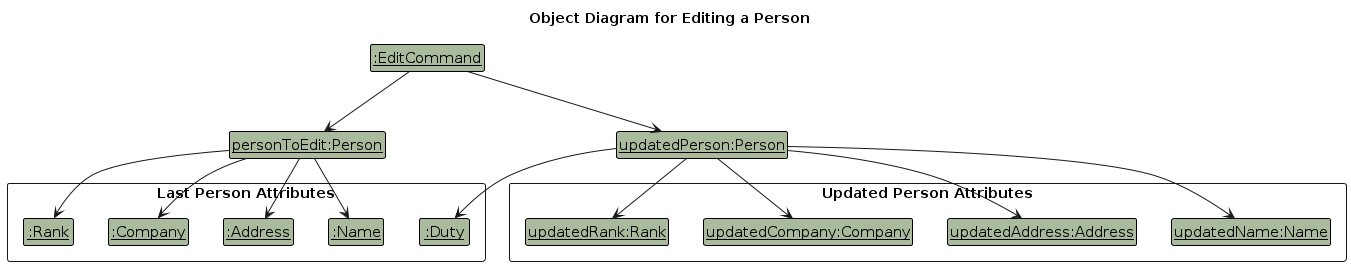 Object Diagram for Editing a Person
:EditCommand
personToEdit:Person
updatedPerson:Person
Last Person Attributes
Updated Person Attributes
:Rank
:Company
:Address
:Name
:Duty
updatedRank:Rank
updatedCompany:Company
updatedAddress:Address
updatedName:Name